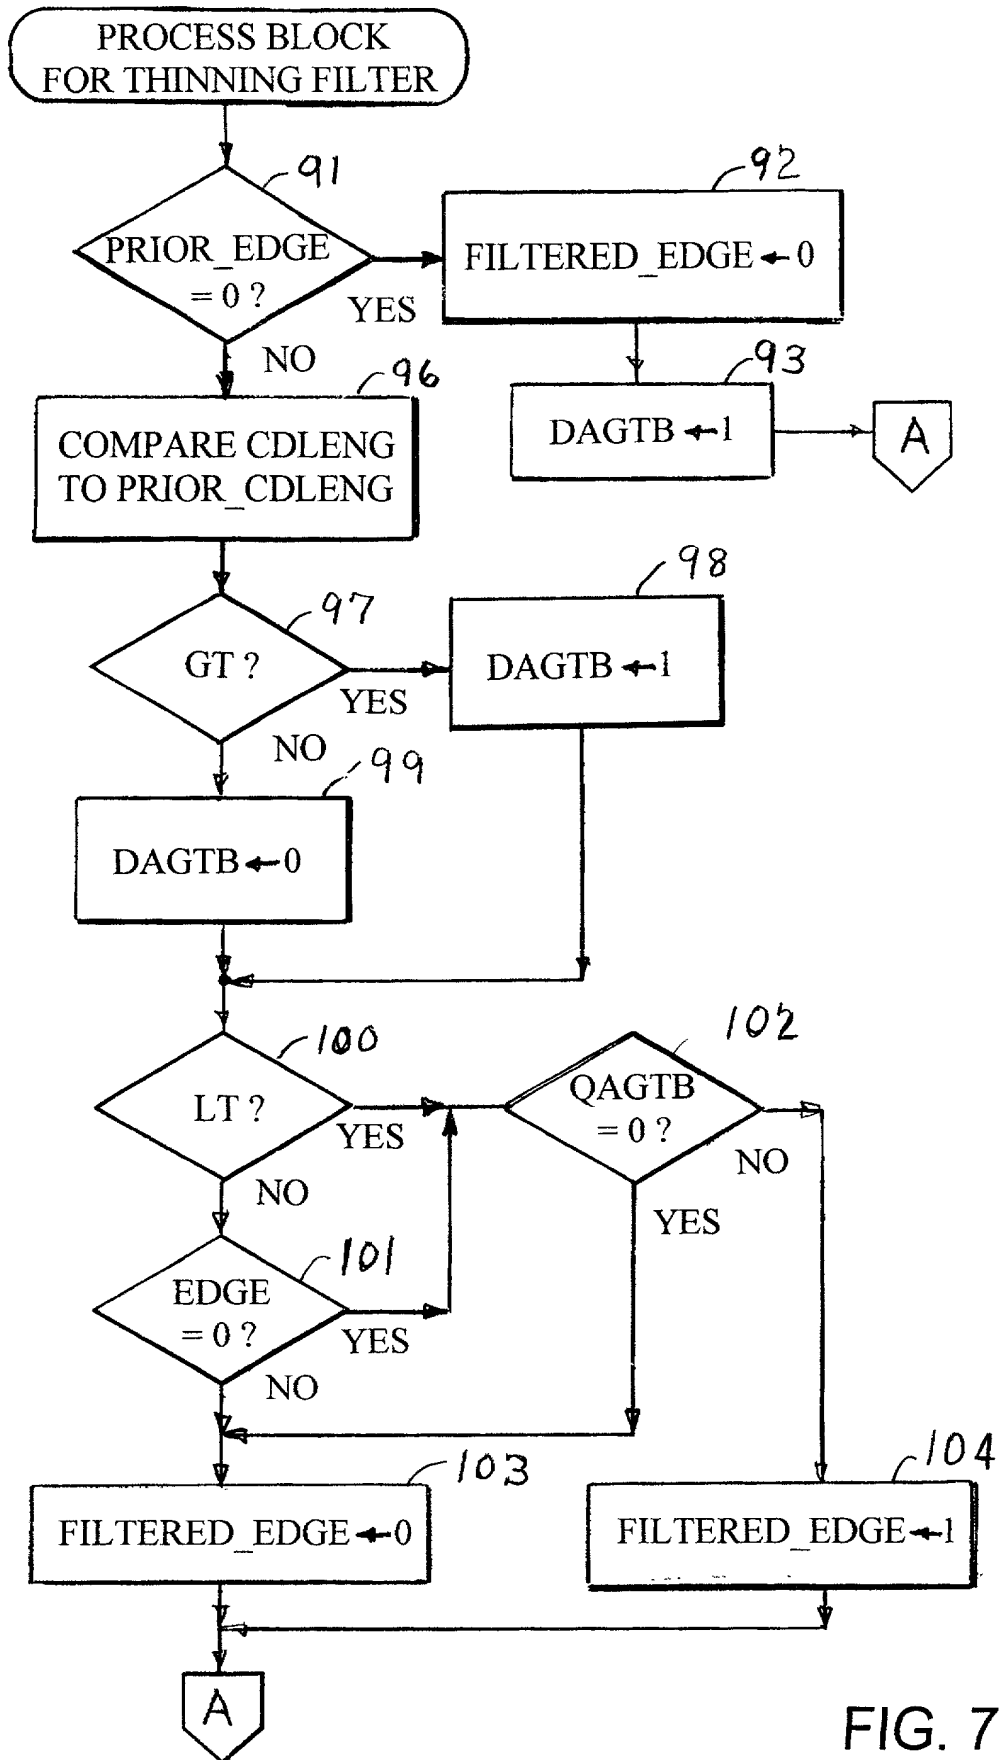 PROCESS BLOCK
FOR THINNING FILTER
91
PRIOR_EDGE
= 0 ?
YES
NO
92
FILTERED_EDGE ← 0
93
DAGTB ← 1
A
96
COMPARE CDLENG
TO PRIOR_CDLENG
97
GT ?
YES
NO
98
DAGTB ← 1
99
DAGTB ← 0
100
LT ?
YES
NO
102
QAGTB
= 0 ?
NO
YES
101
EDGE
= 0 ?
YES
NO
103
FILTERED_EDGE ← 0
104
FILTERED_EDGE ← 1
A
FIG. 7